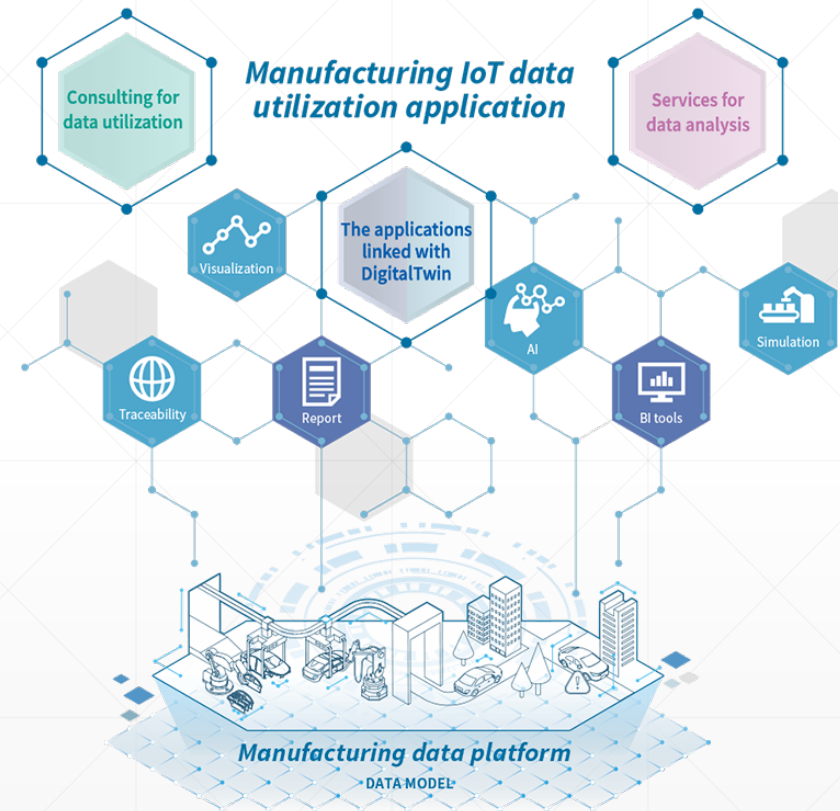 Manufacturing IoT data
utilization application
Consulting for
data utilization
Services for
data analysis
The applications
linked with
DigitalTwin
Visualization
AI
Simulation
Traceability
Report
BI tools
Manufacturing data platform
DATA MODEL